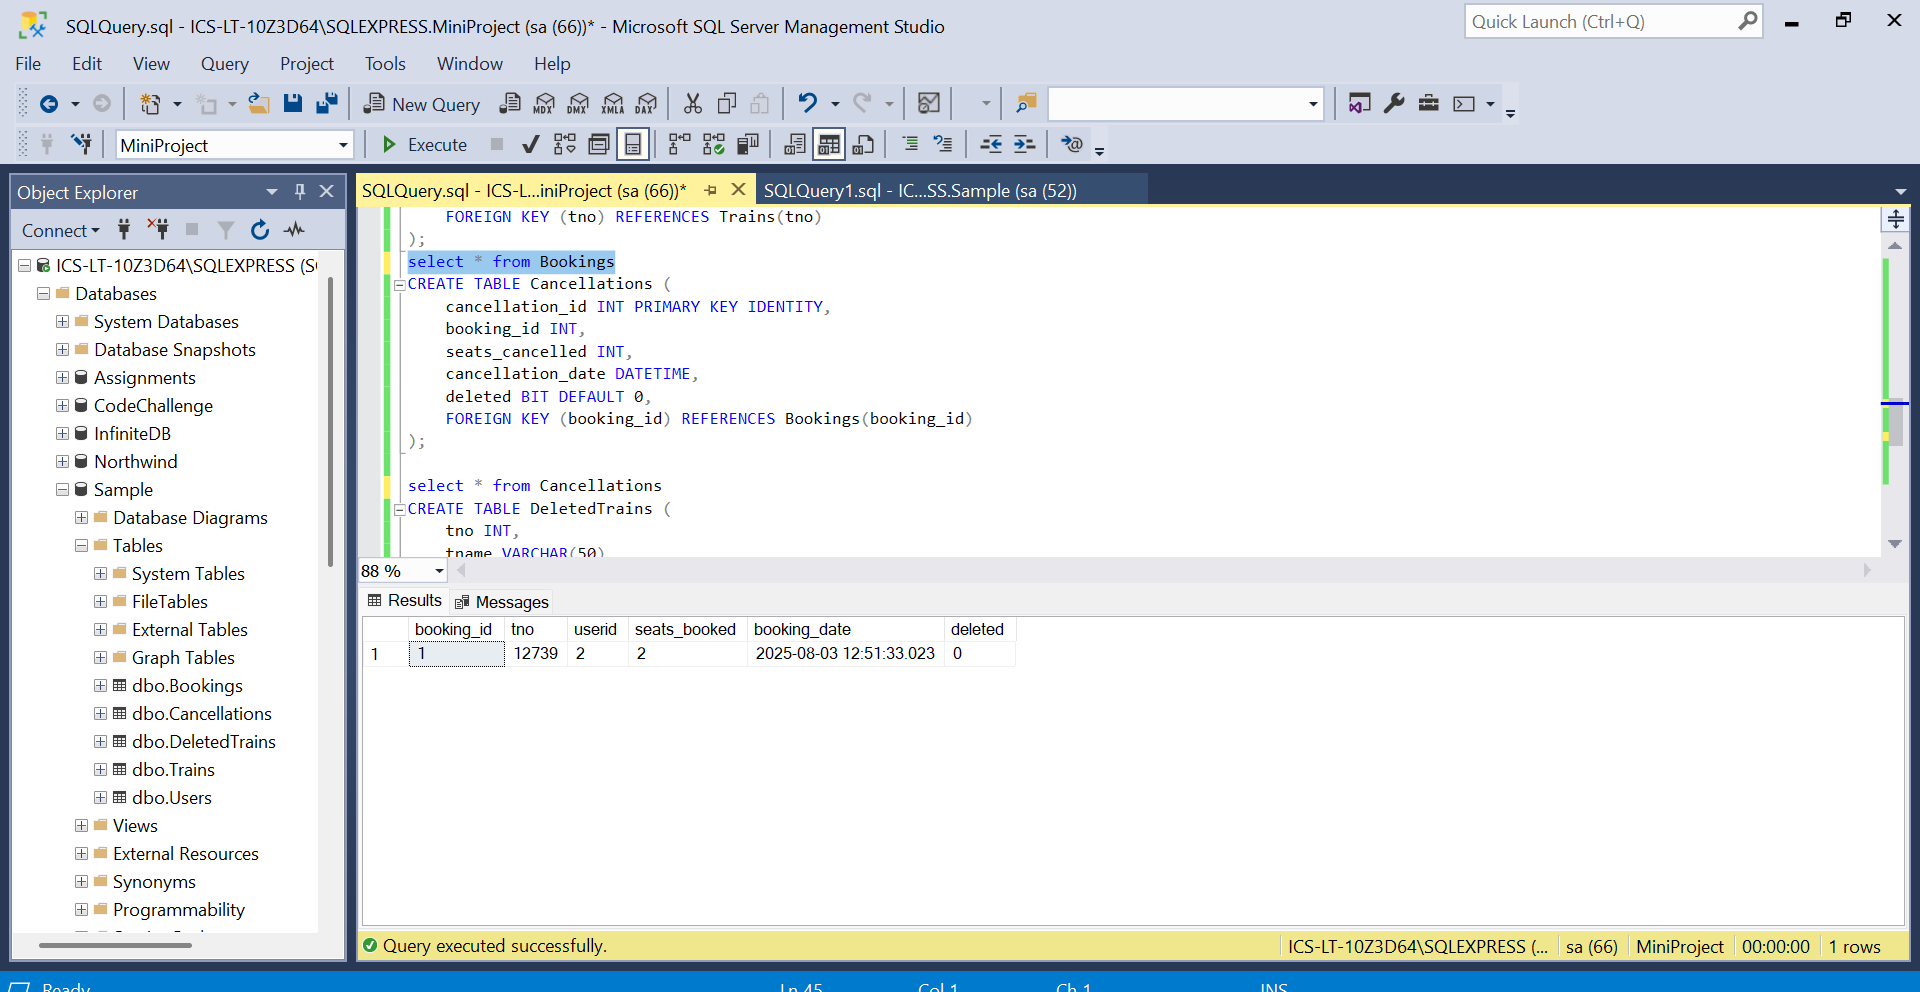 SQLQuery.sql - ICS-LT-10Z3D64\SQLEXPRESS.MiniProject (sa (66))* - Microsoft SQL Server Management Studio
Quick Launch (Ctrl+Q)
File Edit View Query Project Tools Window Help
New Query MDX DMX XMLA DAX
MiniProject Execute
Object Explorer
SQLQuery.sql - ICS-L...iniProject (sa (66))* SQLQuery1.sql - IC...SS.Sample (sa (52))
Connect
ICS-LT-10Z3D64\SQLEXPRESS (S
Databases
System Databases
Database Snapshots
Assignments
CodeChallenge
InfiniteDB
Northwind
Sample
Database Diagrams
Tables
System Tables
FileTables
External Tables
Graph Tables
dbo.Bookings
dbo.Cancellations
dbo.DeletedTrains
dbo.Trains
dbo.Users
Views
External Resources
Synonyms
Programmability
FOREIGN KEY (tno) REFERENCES Trains(tno)
);
select * from Bookings
CREATE TABLE Cancellations (
cancellation_id INT PRIMARY KEY IDENTITY,
booking_id INT,
seats_cancelled INT,
cancellation_date DATETIME,
deleted BIT DEFAULT 0,
FOREIGN KEY (booking_id) REFERENCES Bookings(booking_id)
);
select * from Cancellations
CREATE TABLE DeletedTrains (
tno INT,
tname VARCHAR(50)
88 %
Results Messages
booking_id tno userid seats_booked booking_date deleted
1 1 12739 2 2 2025-08-03 12:51:33.023 0
Query executed successfully. ICS-LT-10Z3D64\SQLEXPRESS (... sa (66) MiniProject 00:00:00 1 rows
Ready Ln 45 Col 1 Ch 1 INS